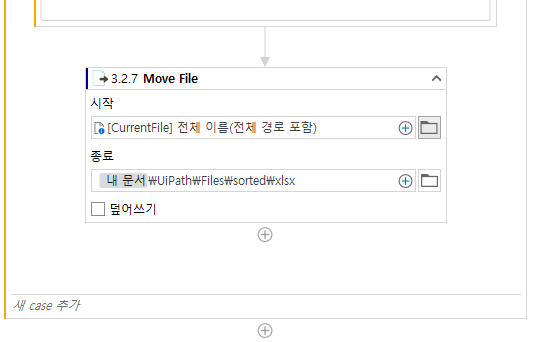 3.2.7 Move File
시작
[CurrentFile] 전체 이름(전체 경로 포함)
종료
내 문서₩UiPath₩Files₩sorted₩xlsx
덮어쓰기
새 case 추가